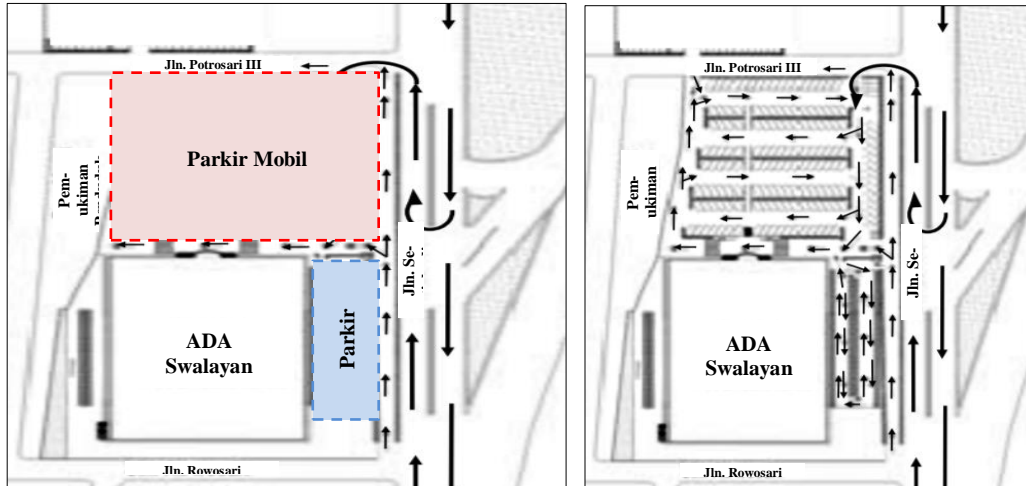 Jln. Potrosari III
Parkir Mobil
Pem-
ukiman
Jln. Se-
ADA
Swalayan
Parkir
Jln. Rowosari
Jln. Potrosari III
Pem-
ukiman
Jln. Se-
ADA
Swalayan
Jln. Rowosari